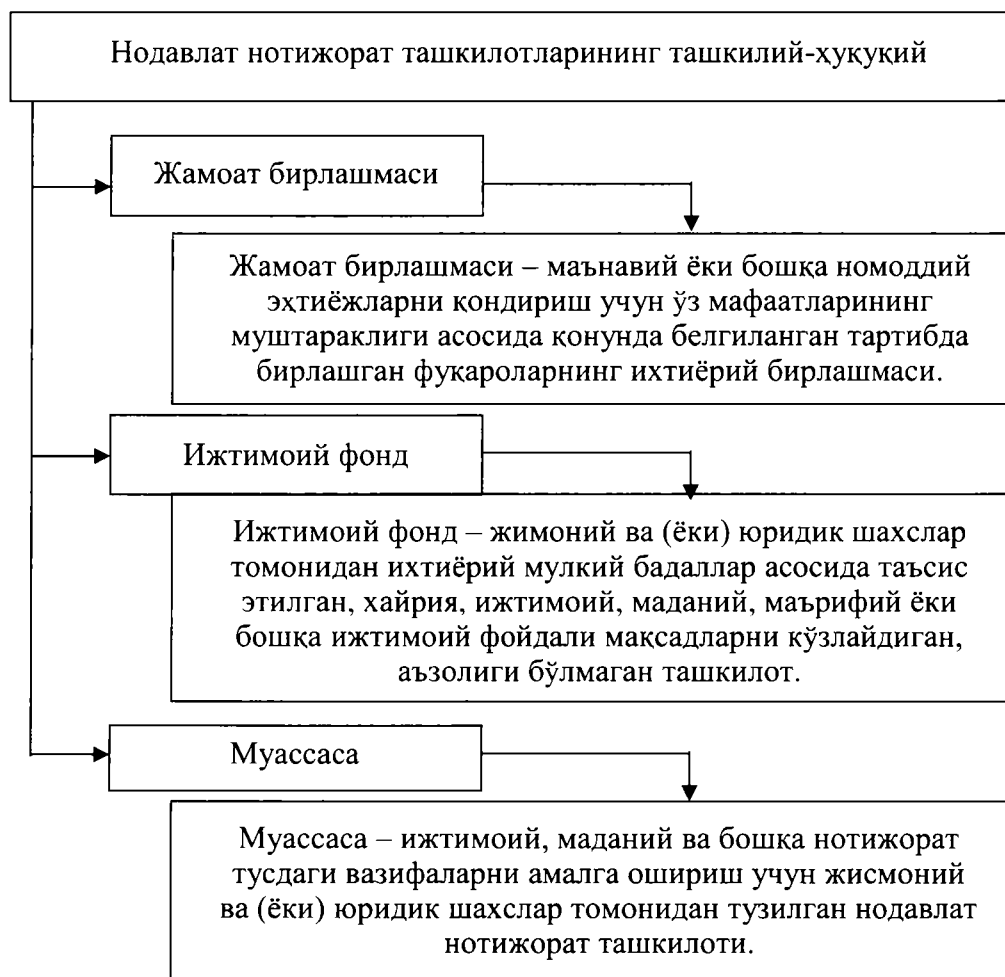 Нодавлат нотижорат ташкилотларининг ташкилий-ҳуқуқий
Жамоат бирлашмаси
Жамоат бирлашмаси – маънавий ёки бошқа номоддий
эҳтиёжларни қондириш учун ўз мафаатларининг
муштараклиги асосида қонунда белгиланган тартибда
бирлашган фуқароларнинг ихтиёрий бирлашмаси.
Ижтимоий фонд
Ижтимоий фонд – жимоний ва (ёки) юридик шахслар
томонидан ихтиёрий мулкий бадаллар асосида таъсис
этилган, хайрия, ижтимоий, маданий, маърифий ёки
бошқа ижтимоий фойдали мақсадларни кўзлайдиган,
аъзолиги бўлмаган ташкилот.
Муассаса
Муассаса – ижтимоий, маданий ва бошқа нотижорат
тусдаги вазифаларни амалга ошириш учун жисмоний
ва (ёки) юридик шахслар томонидан тузилган нодавлат
нотижорат ташкилоти.